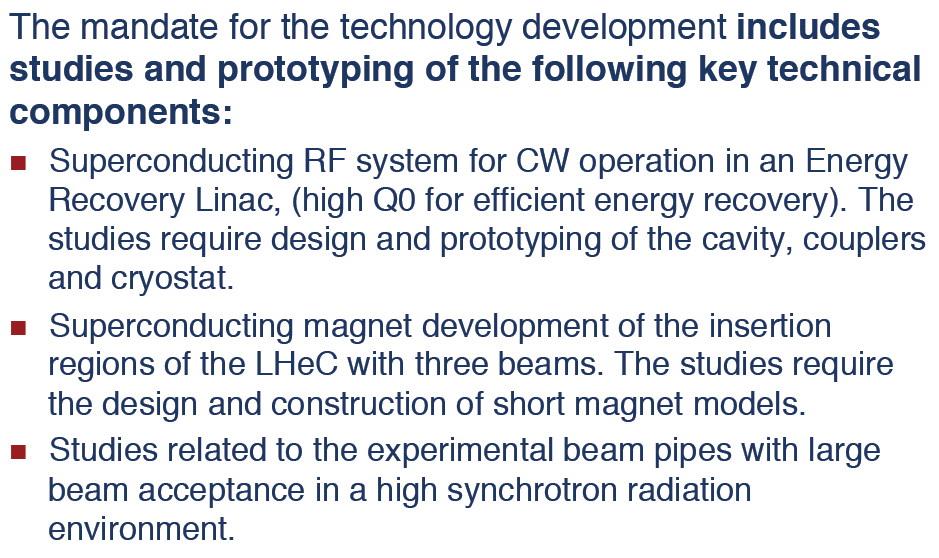 The mandate for the technology development includes
studies and prototyping of the following key technical
components:
■ Superconducting RF system for CW operation in an Energy
Recovery Linac, (high Q0 for efficient energy recovery). The
studies require design and prototyping of the cavity, couplers
and cryostat.
■ Superconducting magnet development of the insertion
regions of the LHeC with three beams. The studies require
the design and construction of short magnet models.
■ Studies related to the experimental beam pipes with large
beam acceptance in a high synchrotron radiation
environment.